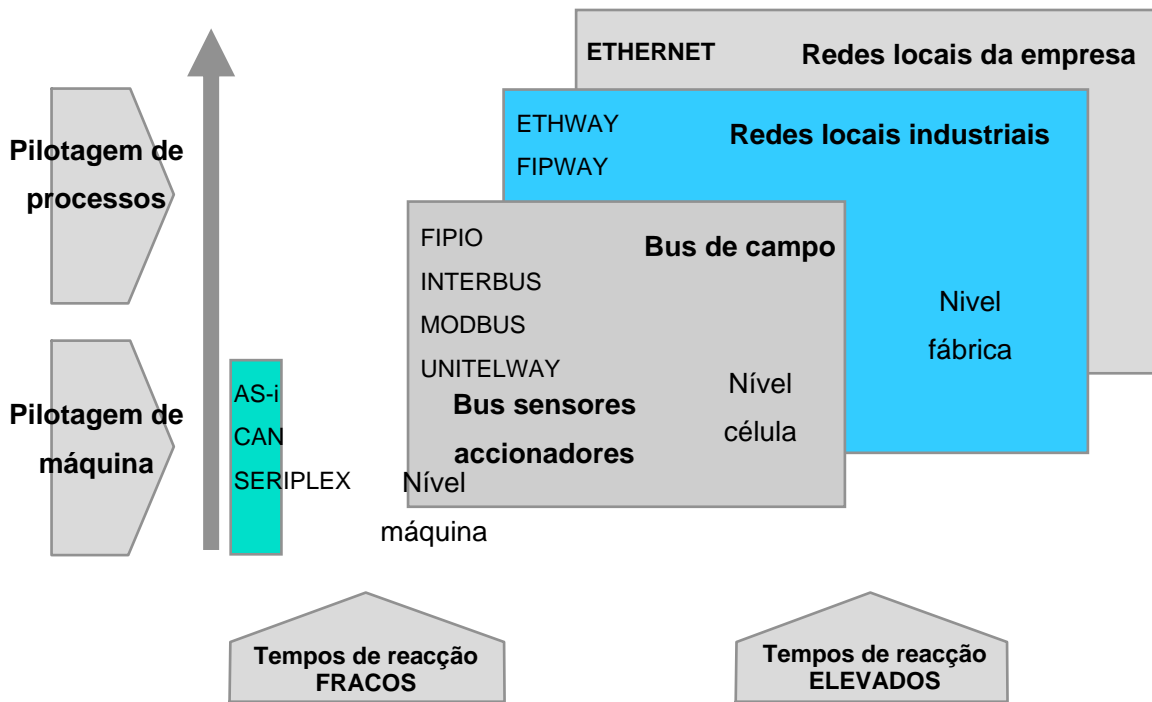 ETHERNET
Redes locais da empresa
ETHWAY
FIPWAY
Redes locais industriais
Pilotagem de
processos
FIPIO
INTERBUS
MODBUS
UNITELWAY
Bus de campo
Nivel
fábrica
Nível
célula
Bus sensores
accionadores
Pilotagem de
máquina
AS-i
CAN
SERIPLEX
Nível
máquina
Tempos de reacção
FRACOS
Tempos de reacção
ELEVADOS